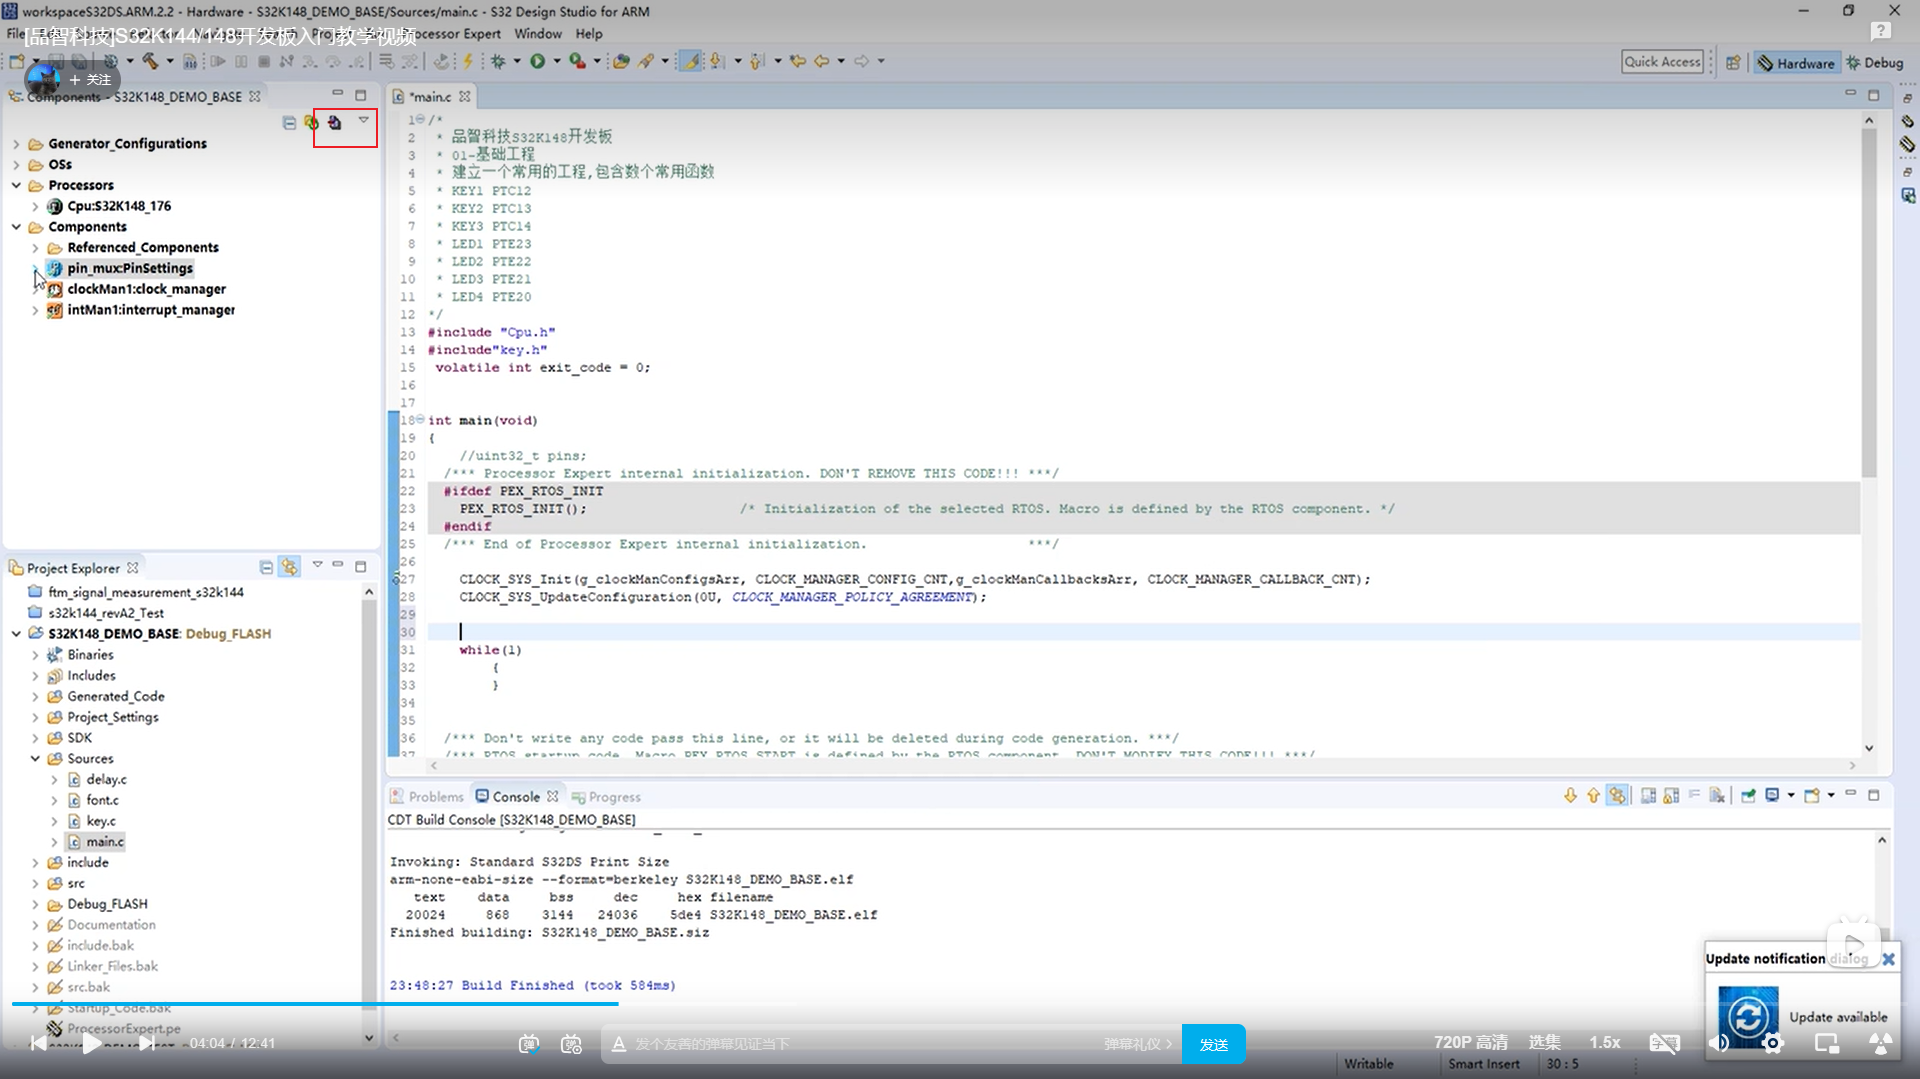 workspaceS32DS.ARM.2.2 - Hardware - S32K148_DEMO_BASE/Sources/main.c - S32 Design Studio for ARM
[品智科技]S32K144/148开发板入门教学视频
Window Help
+ 关注
Quick Access
Hardware
Debug
Components - S32K148_DEMO_BASE
Generator_Configurations
OSs
Processors
Cpu:S32K148_176
Components
Referenced_Components
pin_mux:PinSettings
clockMan1:clock_manager
intMan1:interrupt_manager
Project Explorer
ftm_signal_measurement_s32k144
s32k144_revA2_Test
S32K148_DEMO_BASE: Debug_FLASH
Binaries
Includes
Generated_Code
Project_Settings
SDK
Sources
delay.c
font.c
key.c
main.c
include
src
Debug_FLASH
Documentation
include.bak
Linker_Files.bak
src.bak
Startup_Code.bak
ProcessorExpert.pe
*main.c
1 /*
2 * 品智科技S32K148开发板
3 * 01-基础工程
4 * 建立一个常用的工程,包含数个常用函数
5 * KEY1 PTC12
6 * KEY2 PTC13
7 * KEY3 PTC14
8 * LED1 PTE23
9 * LED2 PTE22
10 * LED3 PTE21
11 * LED4 PTE20
12 */
13 #include "Cpu.h"
14 #include"key.h"
15 volatile int exit_code = 0;
16
17
18 int main(void)
19 {
20 //uint32_t pins;
21 /*** Processor Expert internal initialization. DON'T REMOVE THIS CODE!!! ***/
22 #ifdef PEX_RTOS_INIT
23 PEX_RTOS_INIT(); /* Initialization of the selected RTOS. Macro is defined by the RTOS component. */
24 #endif
25 /*** End of Processor Expert internal initialization. ***/
26
27 CLOCK_SYS_Init(g_clockManConfigsArr, CLOCK_MANAGER_CONFIG_CNT,g_clockManCallbacksArr, CLOCK_MANAGER_CALLBACK_CNT);
28 CLOCK_SYS_UpdateConfiguration(0U, CLOCK_MANAGER_POLICY_AGREEMENT);
29
30
31 while(1)
32 {
33 }
34
35
36 /*** Don't write any code pass this line, or it will be deleted during code generation. ***/
37 /*** RTOS startup code. Macro PEX_RTOS_START is defined by the RTOS component. DON'T MODIFY THIS CODE!!! ***/
Problems
Console
Progress
CDT Build Console [S32K148_DEMO_BASE]
Invoking: Standard S32DS Print Size
arm-none-eabi-size --format=berkeley S32K148_DEMO_BASE.elf
text data bss dec hex filename
20024 868 3144 24036 5de4 S32K148_DEMO_BASE.elf
Finished building: S32K148_DEMO_BASE.siz
23:48:27 Build Finished (took 584ms)
Update notification dialog
Update available
04:04 / 12:41
发个友善的弹幕见证当下
弹幕礼仪 >
发送
720P 高清
选集
1.5x
Writable
Smart Insert
30 : 5